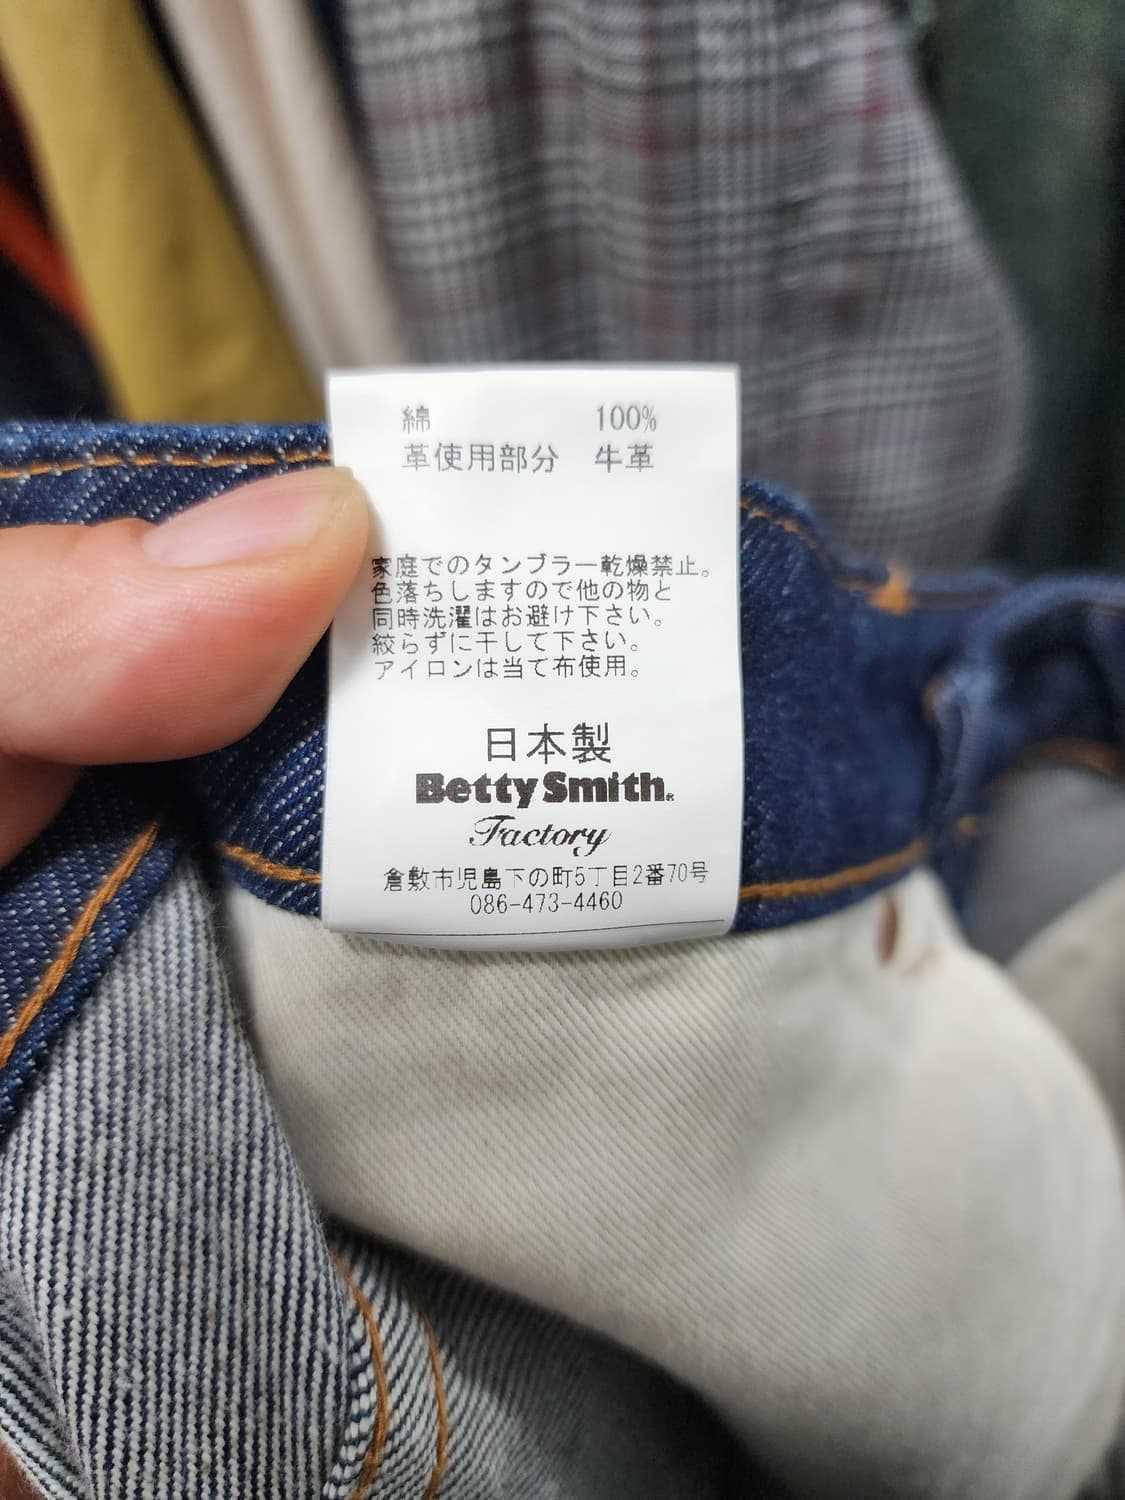 綿 100%
革使用部分 牛革
家庭でのタンブラー乾燥禁止。
色落ちしますので他の物と
同時洗濯はお避け下さい。
絞らずに干して下さい。
アイロンは当て布使用。
日本製
Betty Smith®
Factory
倉敷市児島下の町5丁目2番70号
086-473-4460